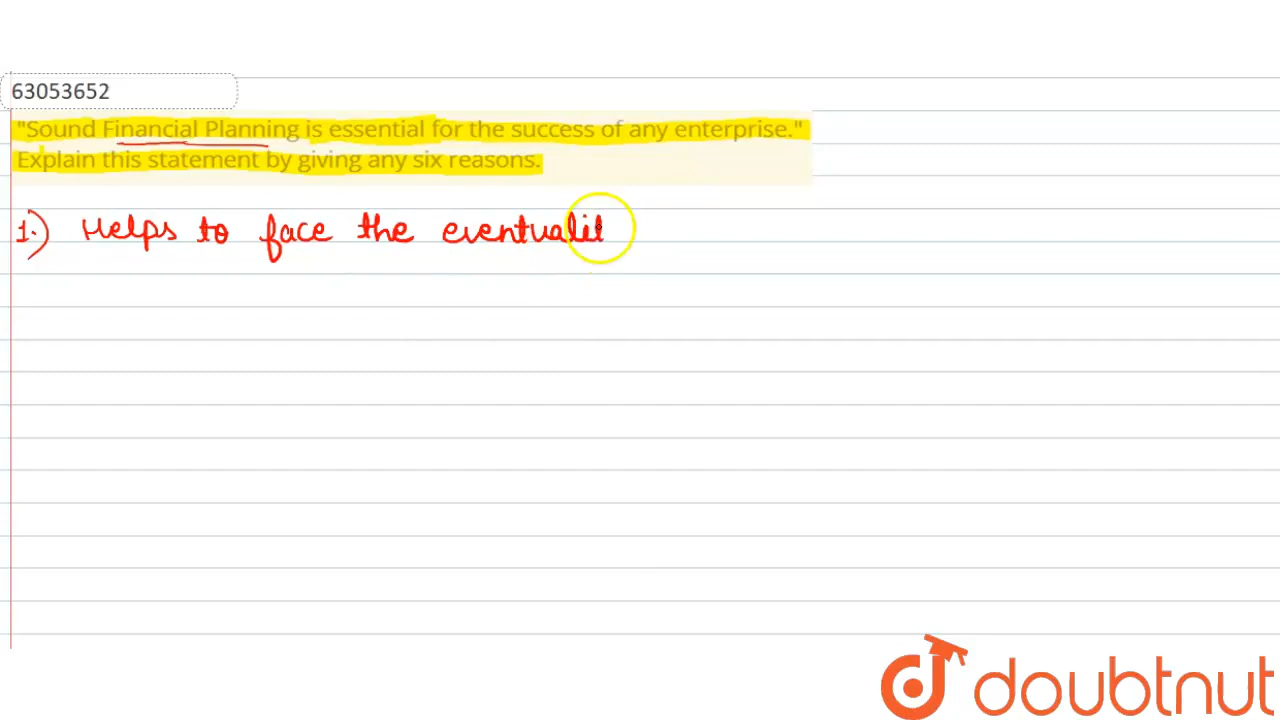 63053652
"Sound Financial Planning is essential for the success of any enterprise."
Explain this statement by giving any six reasons.
1.) Helps to face the eventualit
doubtnut